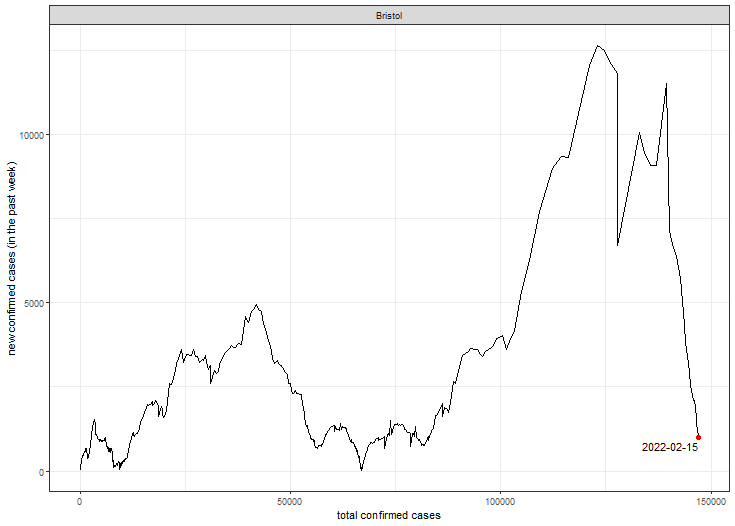 Bristol
new confirmed cases (in the past week)
10000
5000
0
2022-02-15
0
50000
100000
150000
total confirmed cases